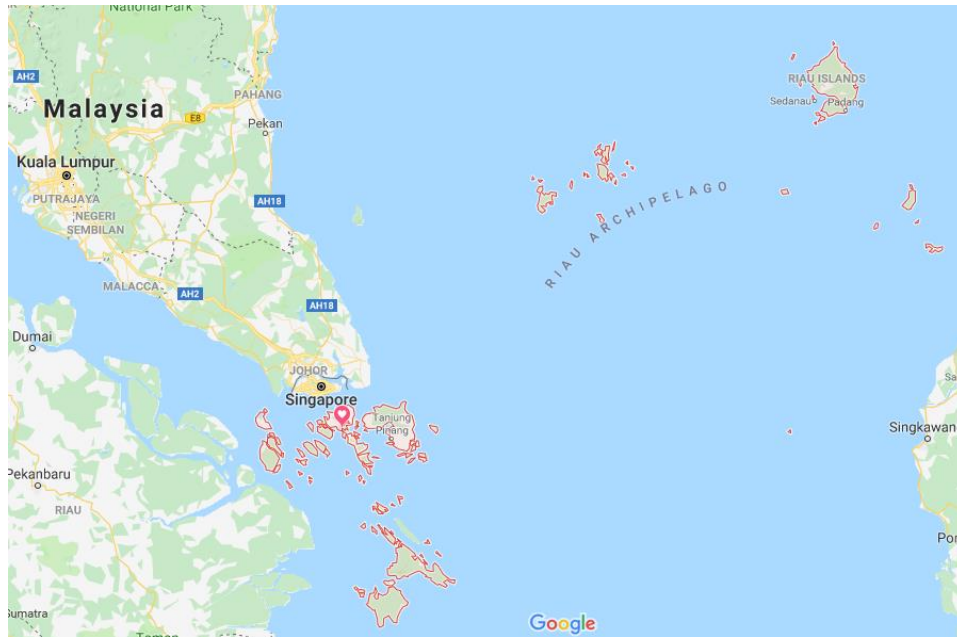 National Park
AH2
Malaysia
PAHANG
E8
Pekan
Kuala Lumpur
PUTRAJAYA
NEGERI
SEMBILAN
AH18
MALACCA
AH2
AH18
Dumai
JOHOR
Singapore
Tanjung
Pinang
Pekanbaru
RIAU
Sumatra
RIAU ISLANDS
Sedanau
Padang
RIAU ARCHIPELAGO
Singkawang
Google